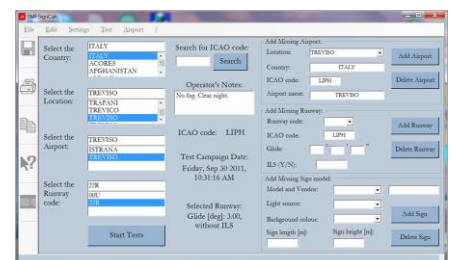 SMF SignCode
File Edit Settings Test Airport ?
Select the Country:
ITALY
ITALY
AÇORES
AFGHANISTAN
Select the Location:
TREVISO
TRAPANI
TREVICO
TREVISO
Select the Airport:
TREVISO
ISTRANA
TREVISO
Select the Runway code:
22R
00U
22R
Start Tests
Search for ICAO code:
Search
Operator's Notes:
No fog. Clear night.
ICAO code: LIPH
Test Campaign Date:
Friday, Sep 30 2011,
10:31:16 AM
Selected Runway:
Glide [deg]: 3.00,
without ILS
Add Missing Airport:
Location: TREVISO
Country: ITALY
ICAO code: LIPH
Airport name: TREVISO
Add Airport
Delete Airport
Add Missing Runway:
Runway code:
ICAO code: LIPH
Glide:
ILS (Y/N):
Add Runway
Delete Runway
Add Missing Sign model:
Model and Vendor:
Light source:
Background colour:
Sign length [m]: Sign height [m]:
Add Sign
Delete Sign